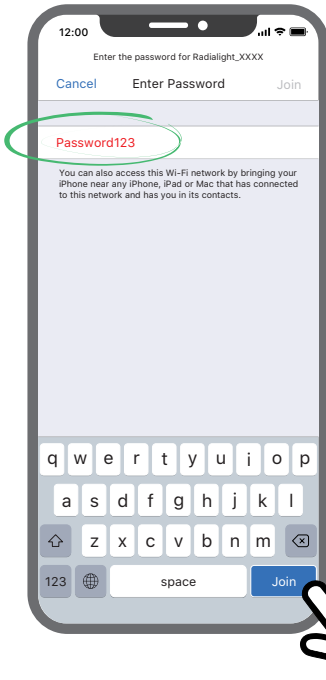 12:00
Enter the password for Radialight_XXXX
Cancel Enter Password Join
Password123
You can also access this Wi-Fi network by bringing your
iPhone near any iPhone, iPad or Mac that has connected
to this network and has you in its contacts.
q w e r t y u i o p
a s d f g h j k l
z x c v b n m
123 space Join